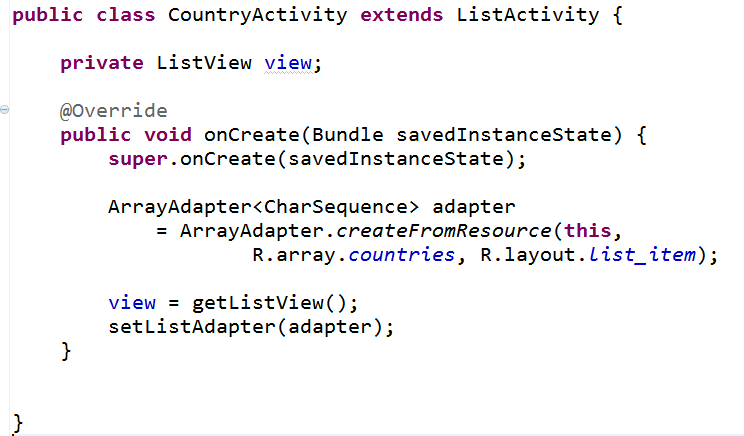 public class CountryActivity extends ListActivity {
private ListView view;
@Override
public void onCreate(Bundle savedInstanceState) {
super.onCreate(savedInstanceState);
ArrayAdapter<CharSequence> adapter
= ArrayAdapter.createFromResource(this,
R.array.countries, R.layout.list_item);
view = getListView();
setListAdapter(adapter);
}
}